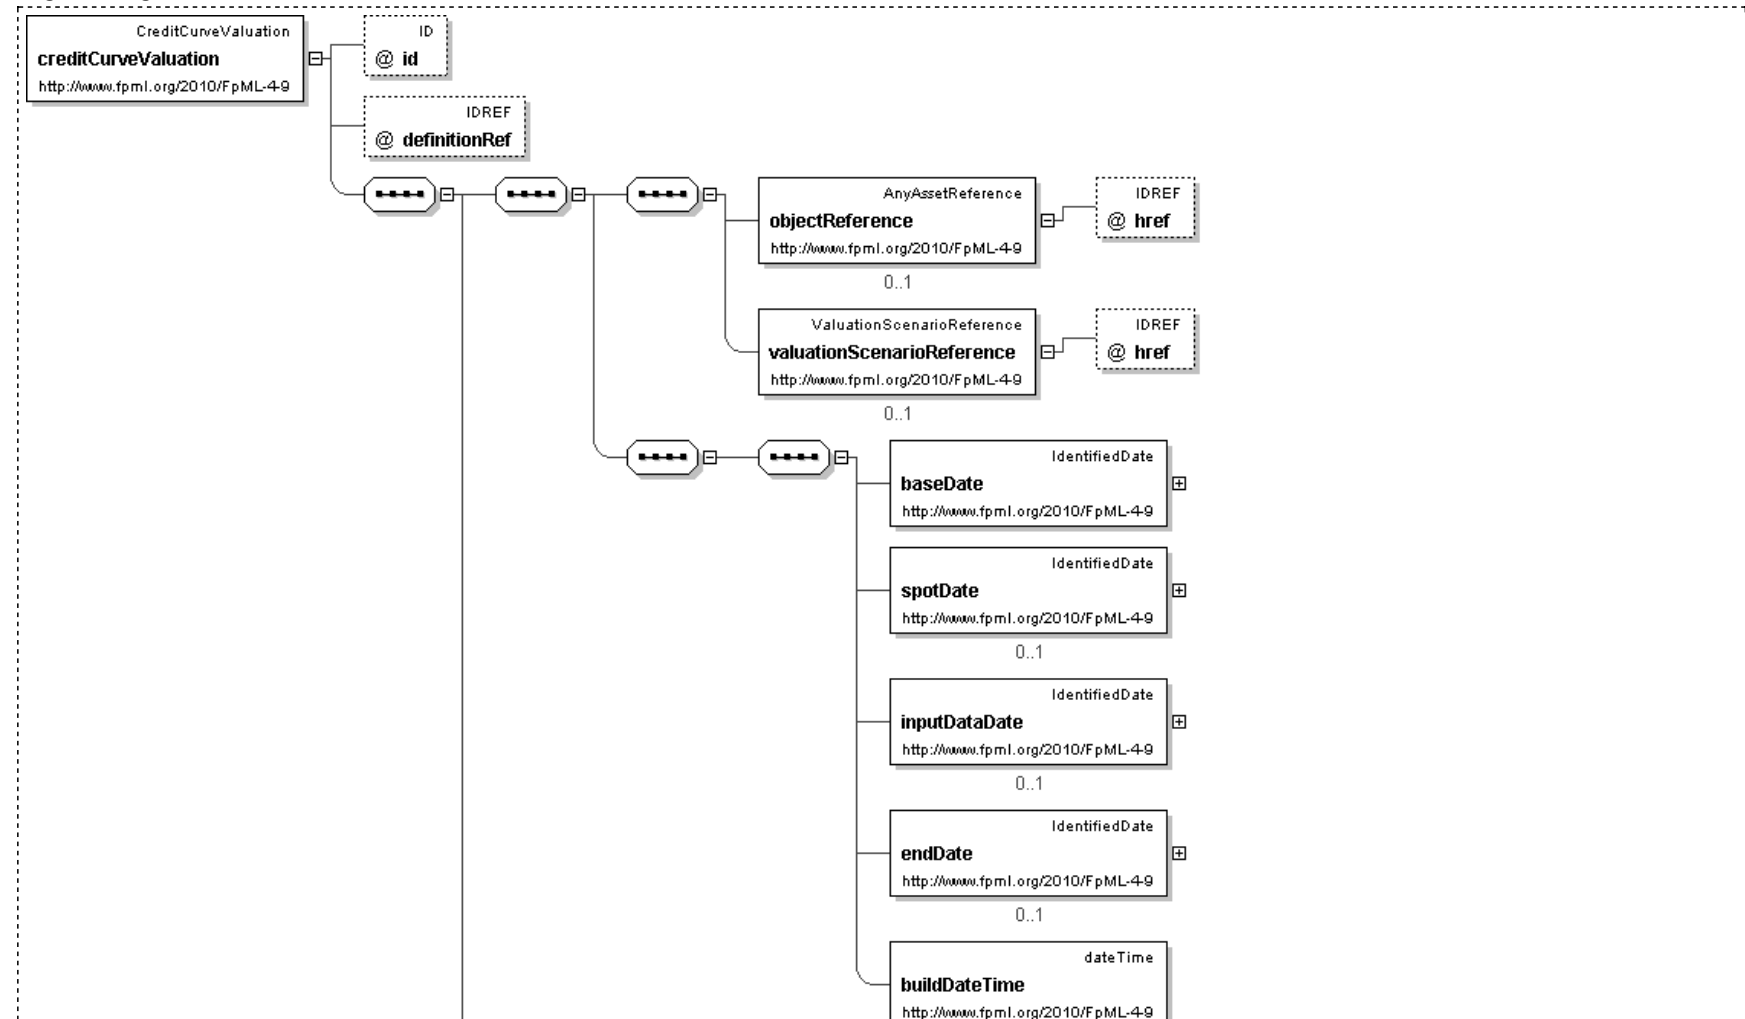 CreditCurveValuation
creditCurveValuation
http://www.fpml.org/2010/FpML-4-9
ID
@ id
IDREF
@ definitionRef
AnyAssetReference
objectReference
http://www.fpml.org/2010/FpML-4-9
0..1
IDREF
@ href
ValuationScenarioReference
valuationScenarioReference
http://www.fpml.org/2010/FpML-4-9
0..1
IDREF
@ href
IdentifiedDate
baseDate
http://www.fpml.org/2010/FpML-4-9
IdentifiedDate
spotDate
http://www.fpml.org/2010/FpML-4-9
0..1
IdentifiedDate
inputDataDate
http://www.fpml.org/2010/FpML-4-9
0..1
IdentifiedDate
endDate
http://www.fpml.org/2010/FpML-4-9
0..1
dateTime
buildDateTime
http://www.fpml.org/2010/FpML-4-9